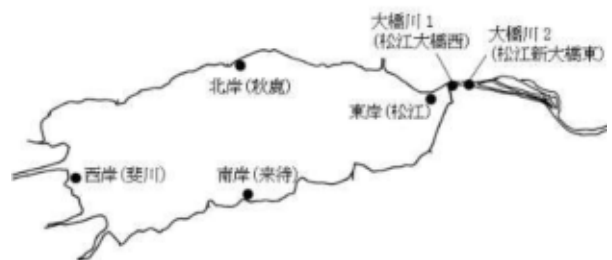 大橋川 1
(松江大橋西)
大橋川 2
(松江新大橋東)
北岸(秋鹿)
東岸(松江)
西岸(斐川)
南岸(来待)